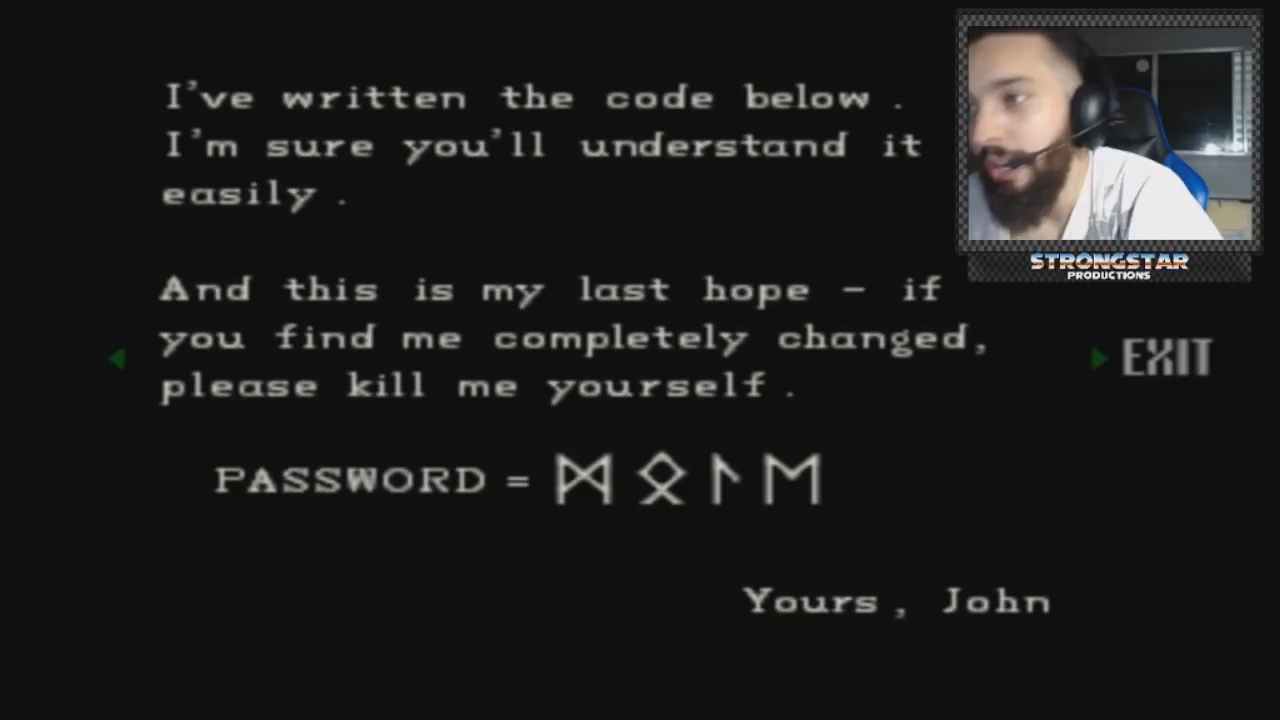 I've written the code below .
I'm sure you'll understand it
easily .
And this is my last hope - if
you find me completely changed,
please kill me yourself .
PASSWORD = ᛞᛟᛚᛖ
Yours , John
EXIT
STRONGSTAR
PRODUCTIONS